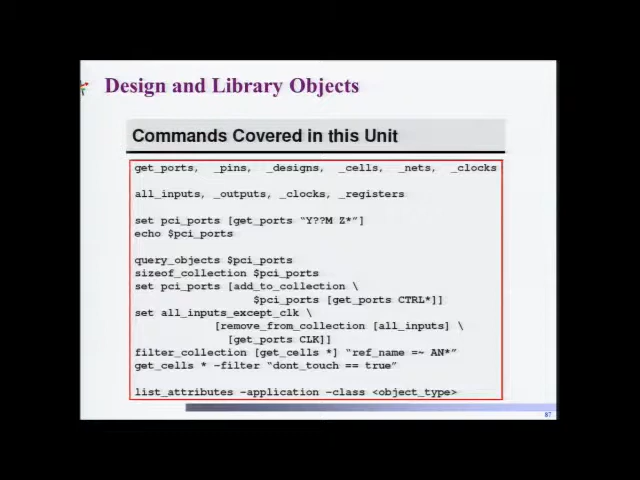 Design and Library Objects
Commands Covered in this Unit
get_ports, _pins, _designs, _cells, _nets, _clocks
all_inputs, _outputs, _clocks, _registers
set pci_ports [get_ports “Y??M Z*”]
echo $pci_ports
query_objects $pci_ports
sizeof_collection $pci_ports
set pci_ports [add_to_collection \
$pci_ports [get_ports CTRL*]]
set all_inputs_except_clk \
[remove_from_collection [all_inputs] \
[get_ports CLK]]
filter_collection [get_cells *] “ref_name =~ AN*”
get_cells * –filter “dont_touch == true”
list_attributes –application –class <object_type>
87